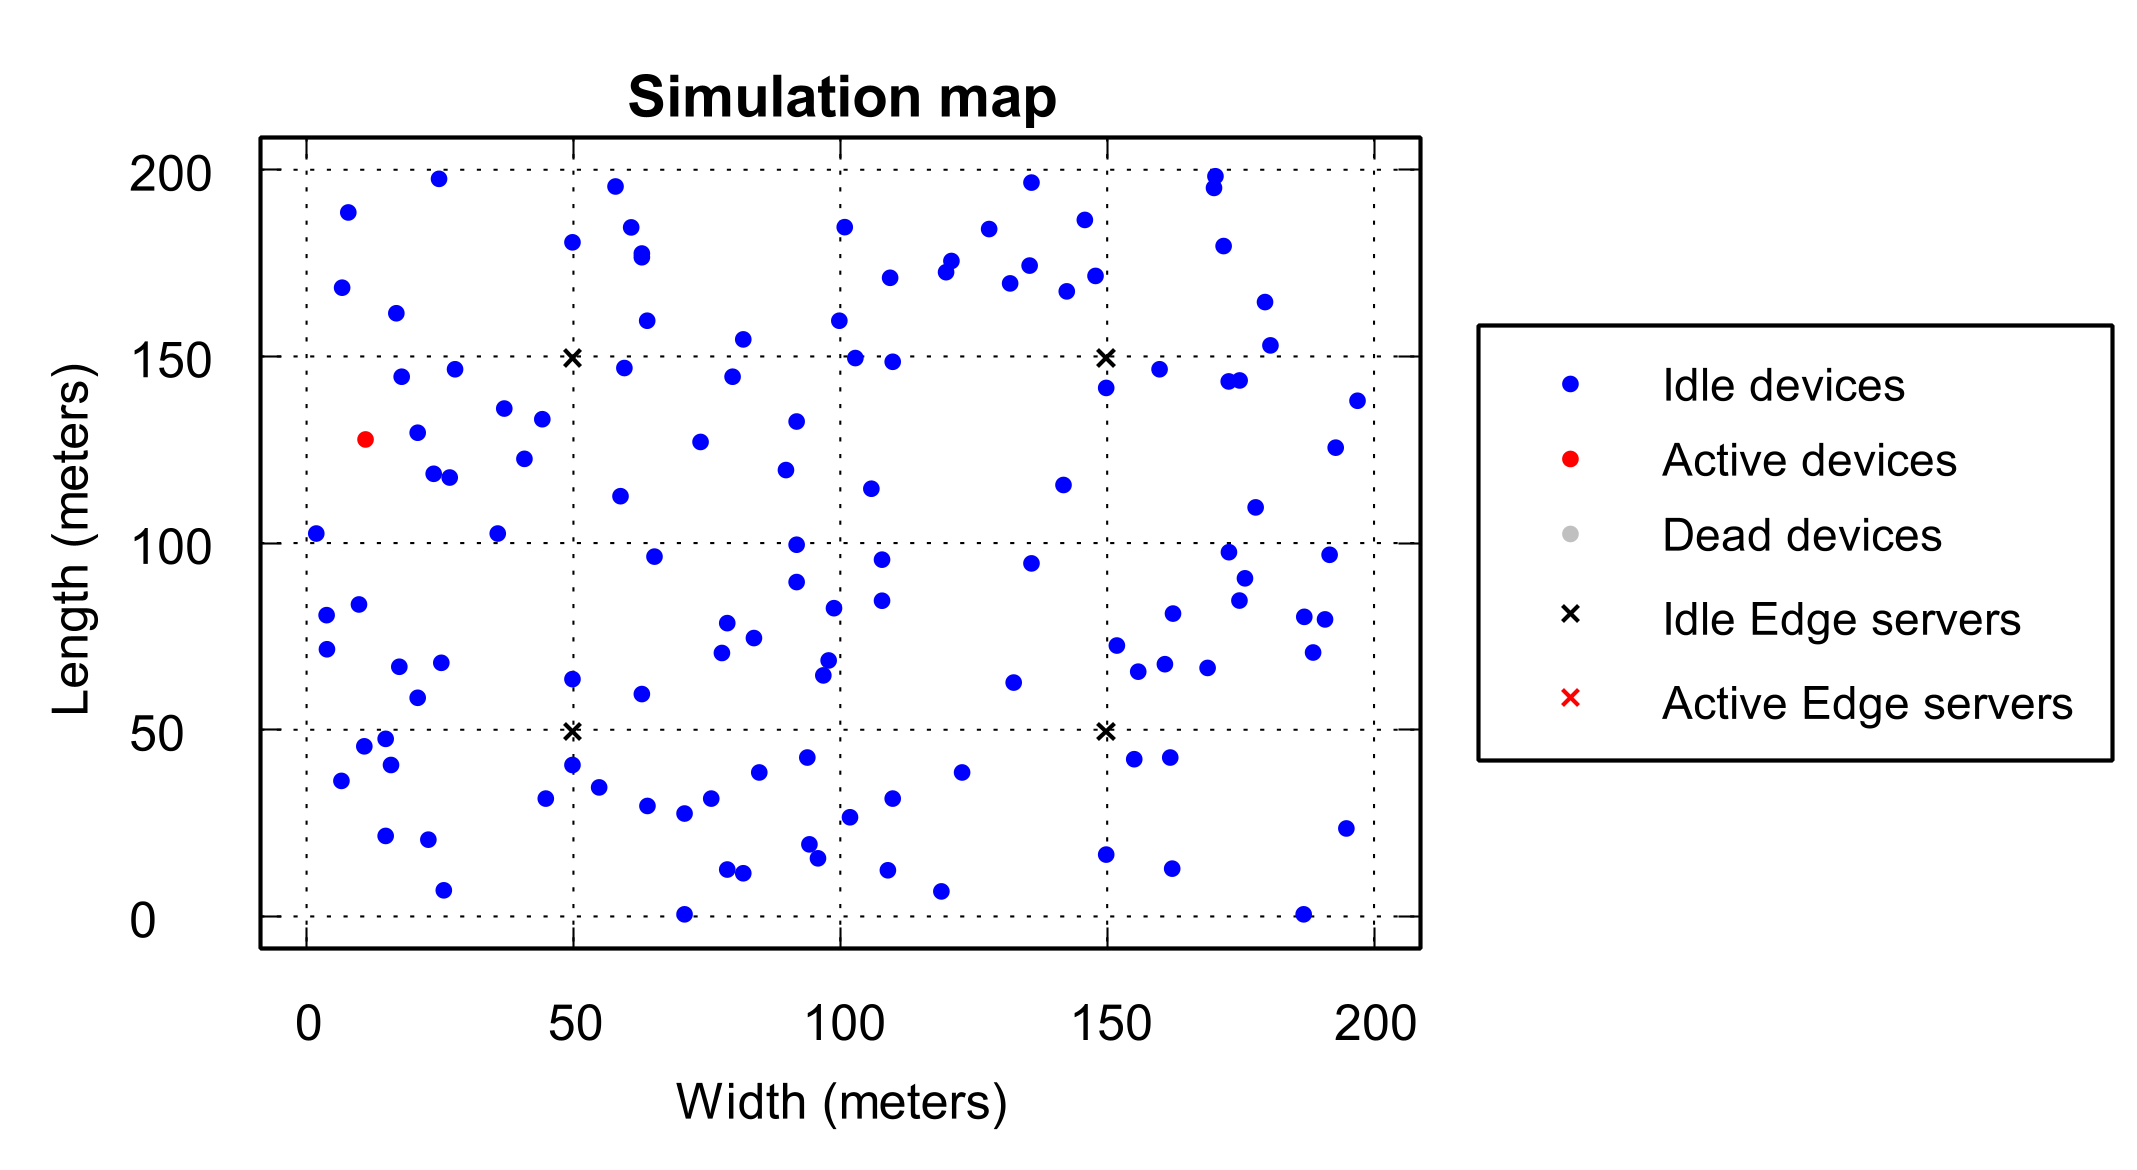 Simulation map
200
150
100
50
0
Length (meters)
0 50 100 150 200
Width (meters)
Idle devices
Active devices
Dead devices
Idle Edge servers
Active Edge servers